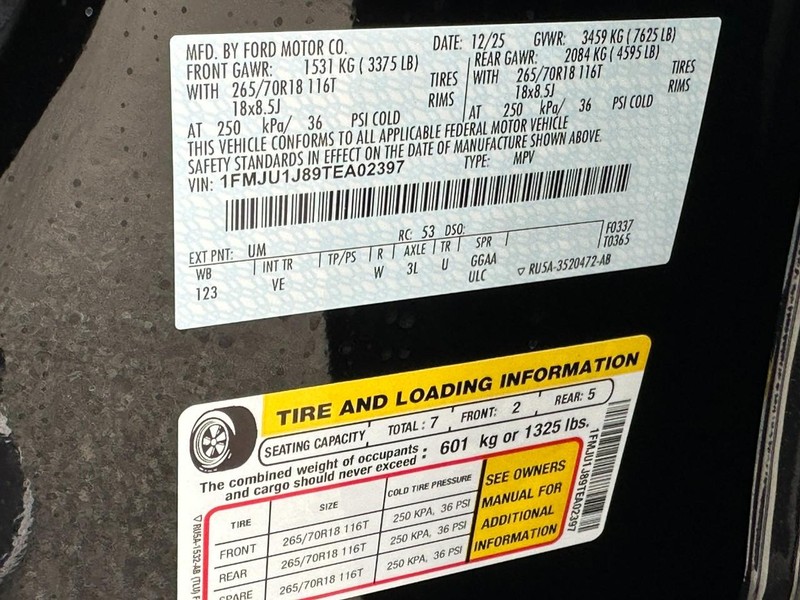 MFD. BY FORD MOTOR CO. DATE: 12/25 GVWR: 3459 KG ( 7625 LB)
FRONT GAWR: 1531 KG ( 3375 LB) REAR GAWR: 2084 KG ( 4595 LB)
WITH 265/70R18 116T TIRES WITH 265/70R18 116T TIRES
18x8.5J RIMS 18x8.5J RIMS
AT 250 kPa/ 36 PSI COLD AT 250 kPa/ 36 PSI COLD
THIS VEHICLE CONFORMS TO ALL APPLICABLE FEDERAL MOTOR VEHICLE
SAFETY STANDARDS IN EFFECT ON THE DATE OF MANUFACTURE SHOWN ABOVE.
VIN: 1FMJU1J89TEA02397 TYPE: MPV
EXT PNT: UM RC: 53 DSO: F0337
WB INT TR TP/PS R AXLE TR SPR T0365
123 VE W 3L U GGAA
ULC RU5A-3520472-AB
TIRE AND LOADING INFORMATION
SEATING CAPACITY TOTAL: 7 FRONT: 2 REAR: 5
The combined weight of occupants and cargo should never exceed : 601 kg or 1325 lbs.
TIRE SIZE COLD TIRE PRESSURE
FRONT 265/70R18 116T 250 KPA, 36 PSI
REAR 265/70R18 116T 250 KPA, 36 PSI
SPARE 265/70R18 116T 250 KPA, 36 PSI
SEE OWNERS
MANUAL FOR
ADDITIONAL
INFORMATION
1FMJU1J89TEA02397
RU5A-1532-AB (TU)